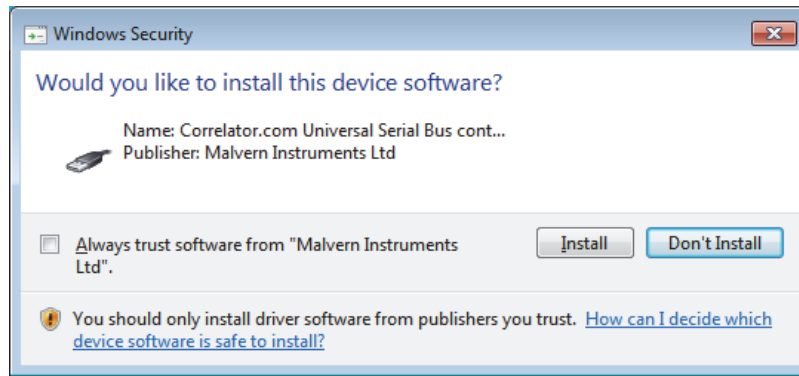 Windows Security
Would you like to install this device software?
Name: Correlator.com Universal Serial Bus cont...
Publisher: Malvern Instruments Ltd
Always trust software from "Malvern Instruments
Ltd".
Install
Don't Install
You should only install driver software from publishers you trust. How can I decide which
device software is safe to install?